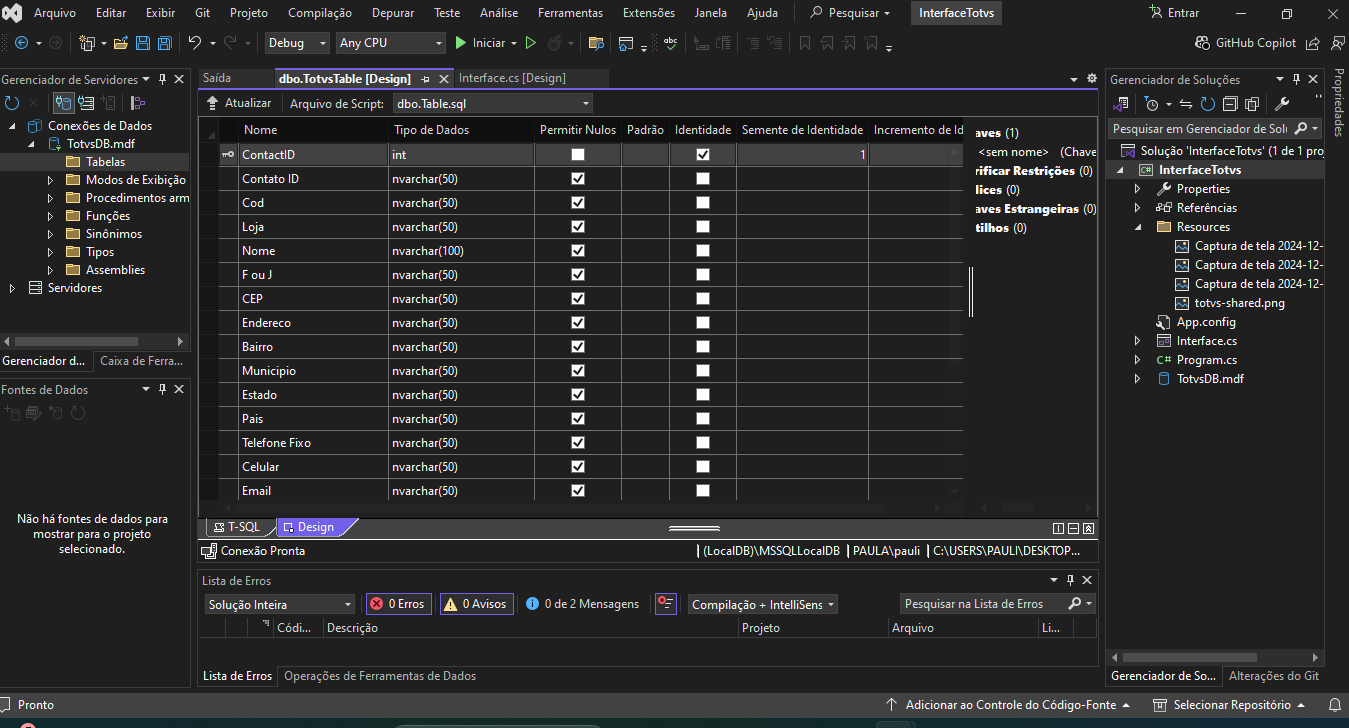 Arquivo Editar Exibir Git Projeto Compilação Depurar Teste Análise Ferramentas Extensões Janela Ajuda Pesquisar InterfaceTotvs Entrar
Debug Any CPU Iniciar abc GitHub Copilot
Gerenciador de Servidores
Conexões de Dados
TotvsDB.mdf
Tabelas
Modos de Exibição
Procedimentos arm
Funções
Sinônimos
Tipos
Assemblies
Servidores
Gerenciador d... Caixa de Ferra...
Fontes de Dados
Não há fontes de dados para
mostrar para o projeto
selecionado.
Saída dbo.TotvsTable [Design] Interface.cs [Design]
Atualizar Arquivo de Script: dbo.Table.sql
Nome Tipo de Dados Permitir Nulos Padrão Identidade Semente de Identidade Incremento de Id
ContactID int 1
Contato ID nvarchar(50)
Cod nvarchar(50)
Loja nvarchar(50)
Nome nvarchar(100)
F ou J nvarchar(50)
CEP nvarchar(50)
Endereco nvarchar(50)
Bairro nvarchar(50)
Municipio nvarchar(50)
Estado nvarchar(50)
Pais nvarchar(50)
Telefone Fixo nvarchar(50)
Celular nvarchar(50)
Email nvarchar(50)
aves (1)
<sem nome> (Chave
rificar Restrições (0)
lices (0)
aves Estrangeiras (0)
tilhos (0)
T-SQL Design
Conexão Pronta (LocalDB)\MSSQLLocalDB PAULA\pauli C:\USERS\PAULI\DESKTOP...
Lista de Erros
Solução Inteira 0 Erros 0 Avisos 0 de 2 Mensagens Compilação + IntelliSens Pesquisar na Lista de Erros
Códi... Descrição Projeto Arquivo Li...
Lista de Erros Operações de Ferramentas de Dados
Gerenciador de Soluções
Pesquisar em Gerenciador de Solu
Solução 'InterfaceTotvs' (1 de 1 proj
InterfaceTotvs
Properties
Referências
Resources
Captura de tela 2024-12-
Captura de tela 2024-12-
Captura de tela 2024-12-
totvs-shared.png
App.config
Interface.cs
Program.cs
TotvsDB.mdf
Gerenciador de So... Alterações do Git
Propriedades
Pronto Adicionar ao Controle do Código-Fonte Selecionar Repositório